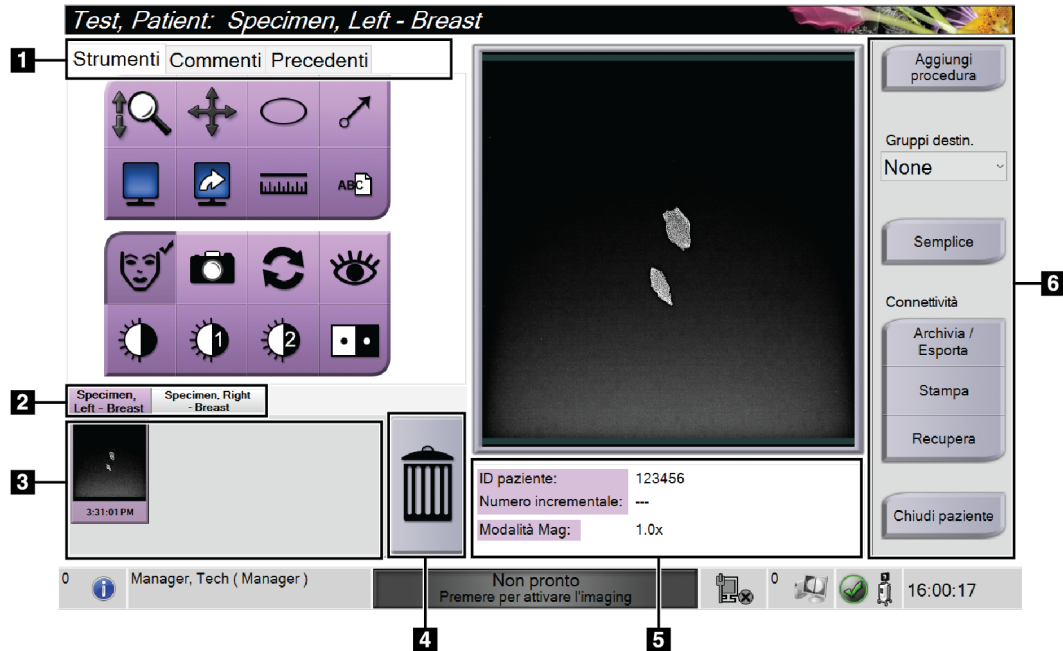 Test, Patient: Specimen, Left - Breast
1
Strumenti Commenti Precedenti
ABC
1
2
2
Specimen,
Left - Breast
Specimen, Right
- Breast
3
3:31:01 PM
4
ID paziente: 123456
Numero incrementale: ---
Modalità Mag: 1.0x
5
Aggiungi
procedura
Gruppi destin.
None
Semplice
Connettività
Archivia /
Esporta
Stampa
Recupera
Chiudi paziente
6
0
Manager, Tech ( Manager )
Non pronto
Premere per attivare l'imaging
0
16:00:17